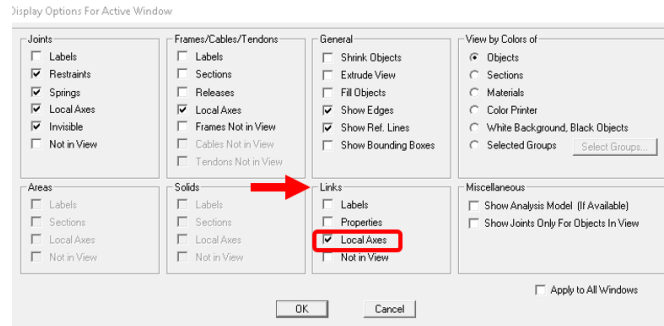 Display Options For Active Window
Joints
Labels
Restraints
Springs
Local Axes
Invisible
Not in View
Frames/Cables/Tendons
Labels
Sections
Releases
Local Axes
Frames Not in View
Cables Not in View
Tendons Not in View
General
Shrink Objects
Extrude View
Fill Objects
Show Edges
Show Ref. Lines
Show Bounding Boxes
View by Colors of
Objects
Sections
Materials
Color Printer
White Background, Black Objects
Selected Groups Select Groups...
Areas
Labels
Sections
Local Axes
Not in View
Solids
Labels
Sections
Local Axes
Not in View
Links
Labels
Properties
Local Axes
Not in View
Miscellaneous
Show Analysis Model (If Available)
Show Joints Only For Objects In View
Apply to All Windows
OK Cancel